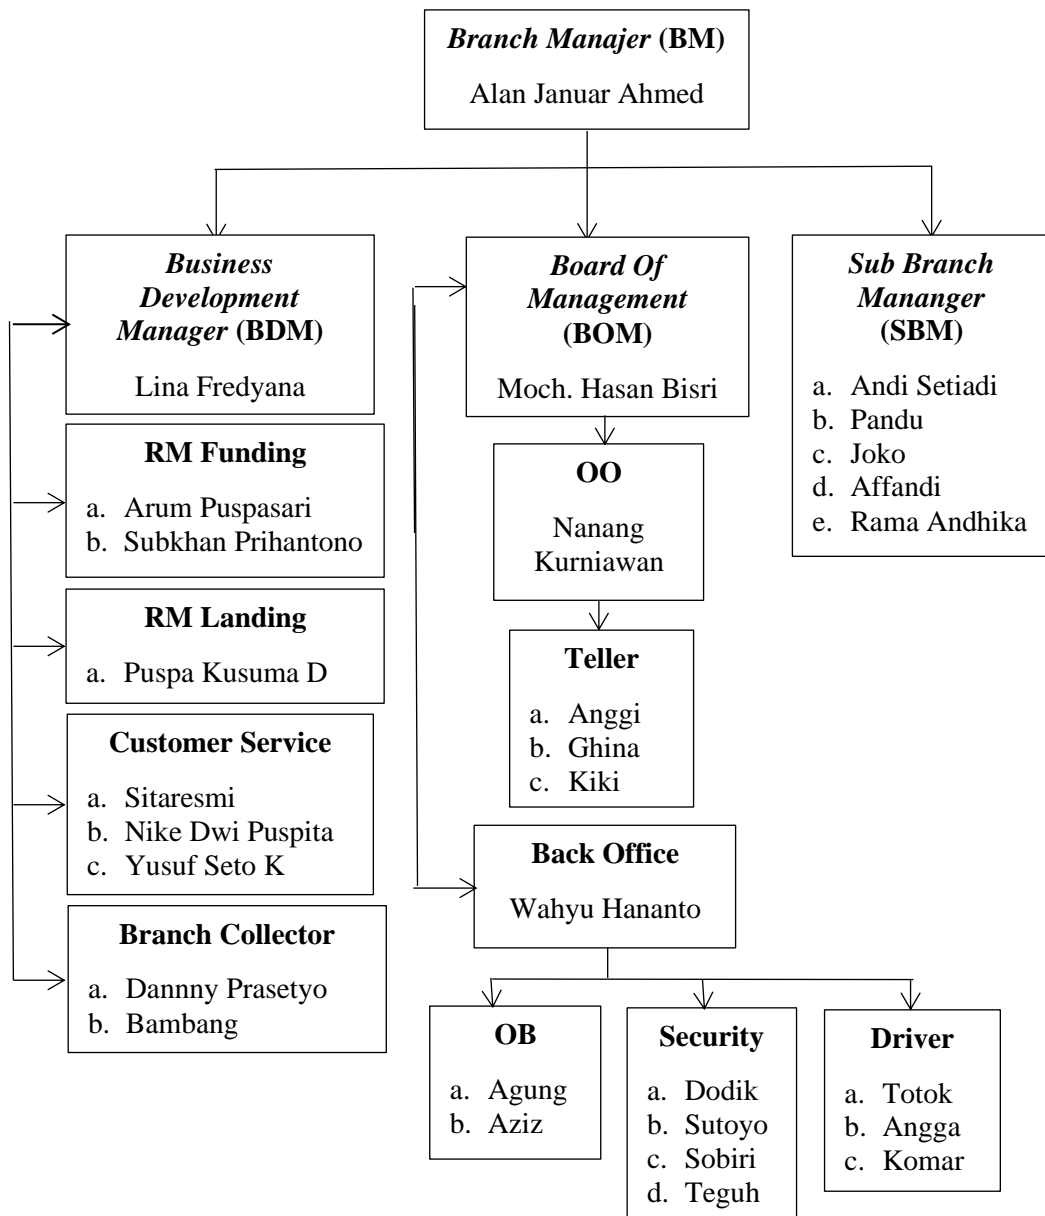 Branch Manajer (BM)
Alan Januar Ahmed
Business
Development
Manager (BDM)
Lina Fredyana
RM Funding
a. Arum Puspasari
b. Subkhan Prihantono
RM Landing
a. Puspa Kusuma D
Customer Service
a. Sitaresmi
b. Nike Dwi Puspita
c. Yusuf Seto K
Branch Collector
a. Dannny Prasetyo
b. Bambang
Board Of
Management
(BOM)
Moch. Hasan Bisri
OO
Nanang
Kurniawan
Teller
a. Anggi
b. Ghina
c. Kiki
Back Office
Wahyu Hananto
OB
a. Agung
b. Aziz
Security
a. Dodik
b. Sutoyo
c. Sobiri
d. Teguh
Driver
a. Totok
b. Angga
c. Komar
Sub Branch
Mananger
(SBM)
a. Andi Setiadi
b. Pandu
c. Joko
d. Affandi
e. Rama Andhika